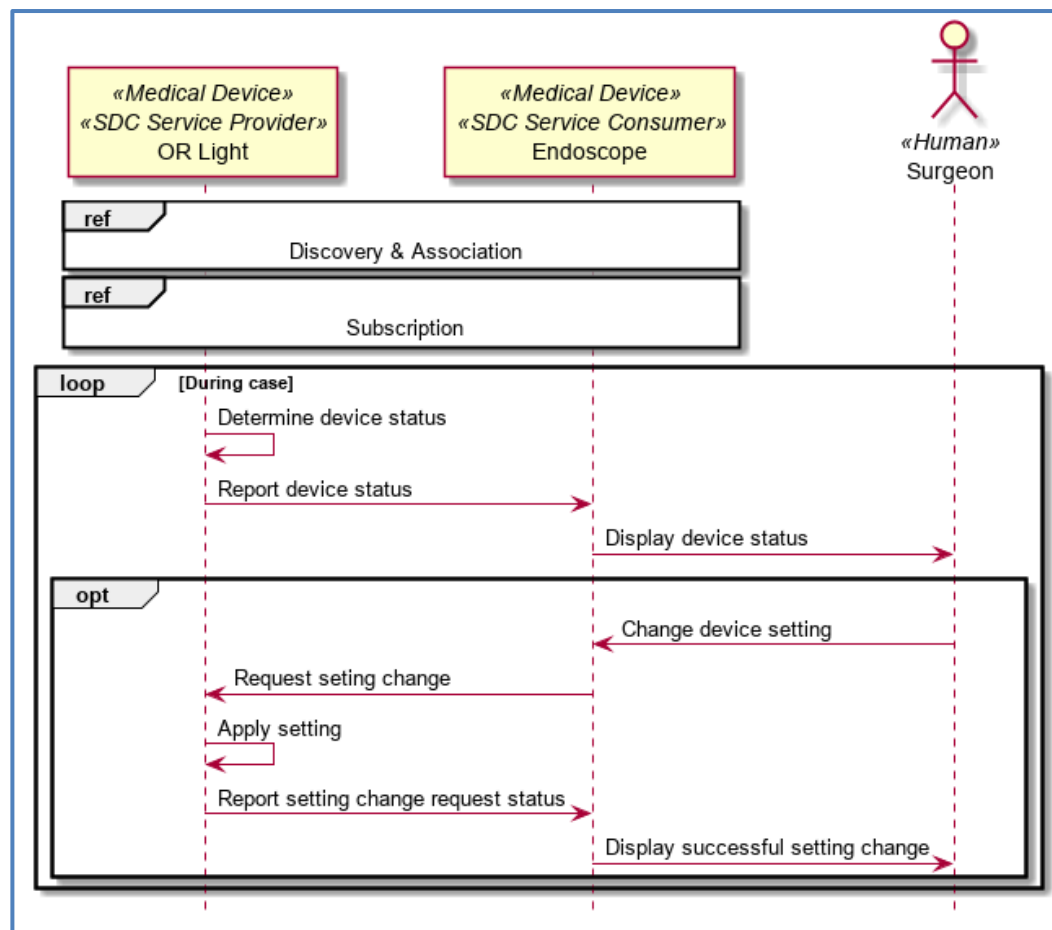 «Medical Device»
«SDC Service Provider»
OR Light
«Medical Device»
«SDC Service Consumer»
Endoscope
«Human»
Surgeon
ref
Discovery & Association
ref
Subscription
loop [During case]
Determine device status
Report device status
Display device status
opt
Change device setting
Request seting change
Apply setting
Report setting change request status
Display successful setting change